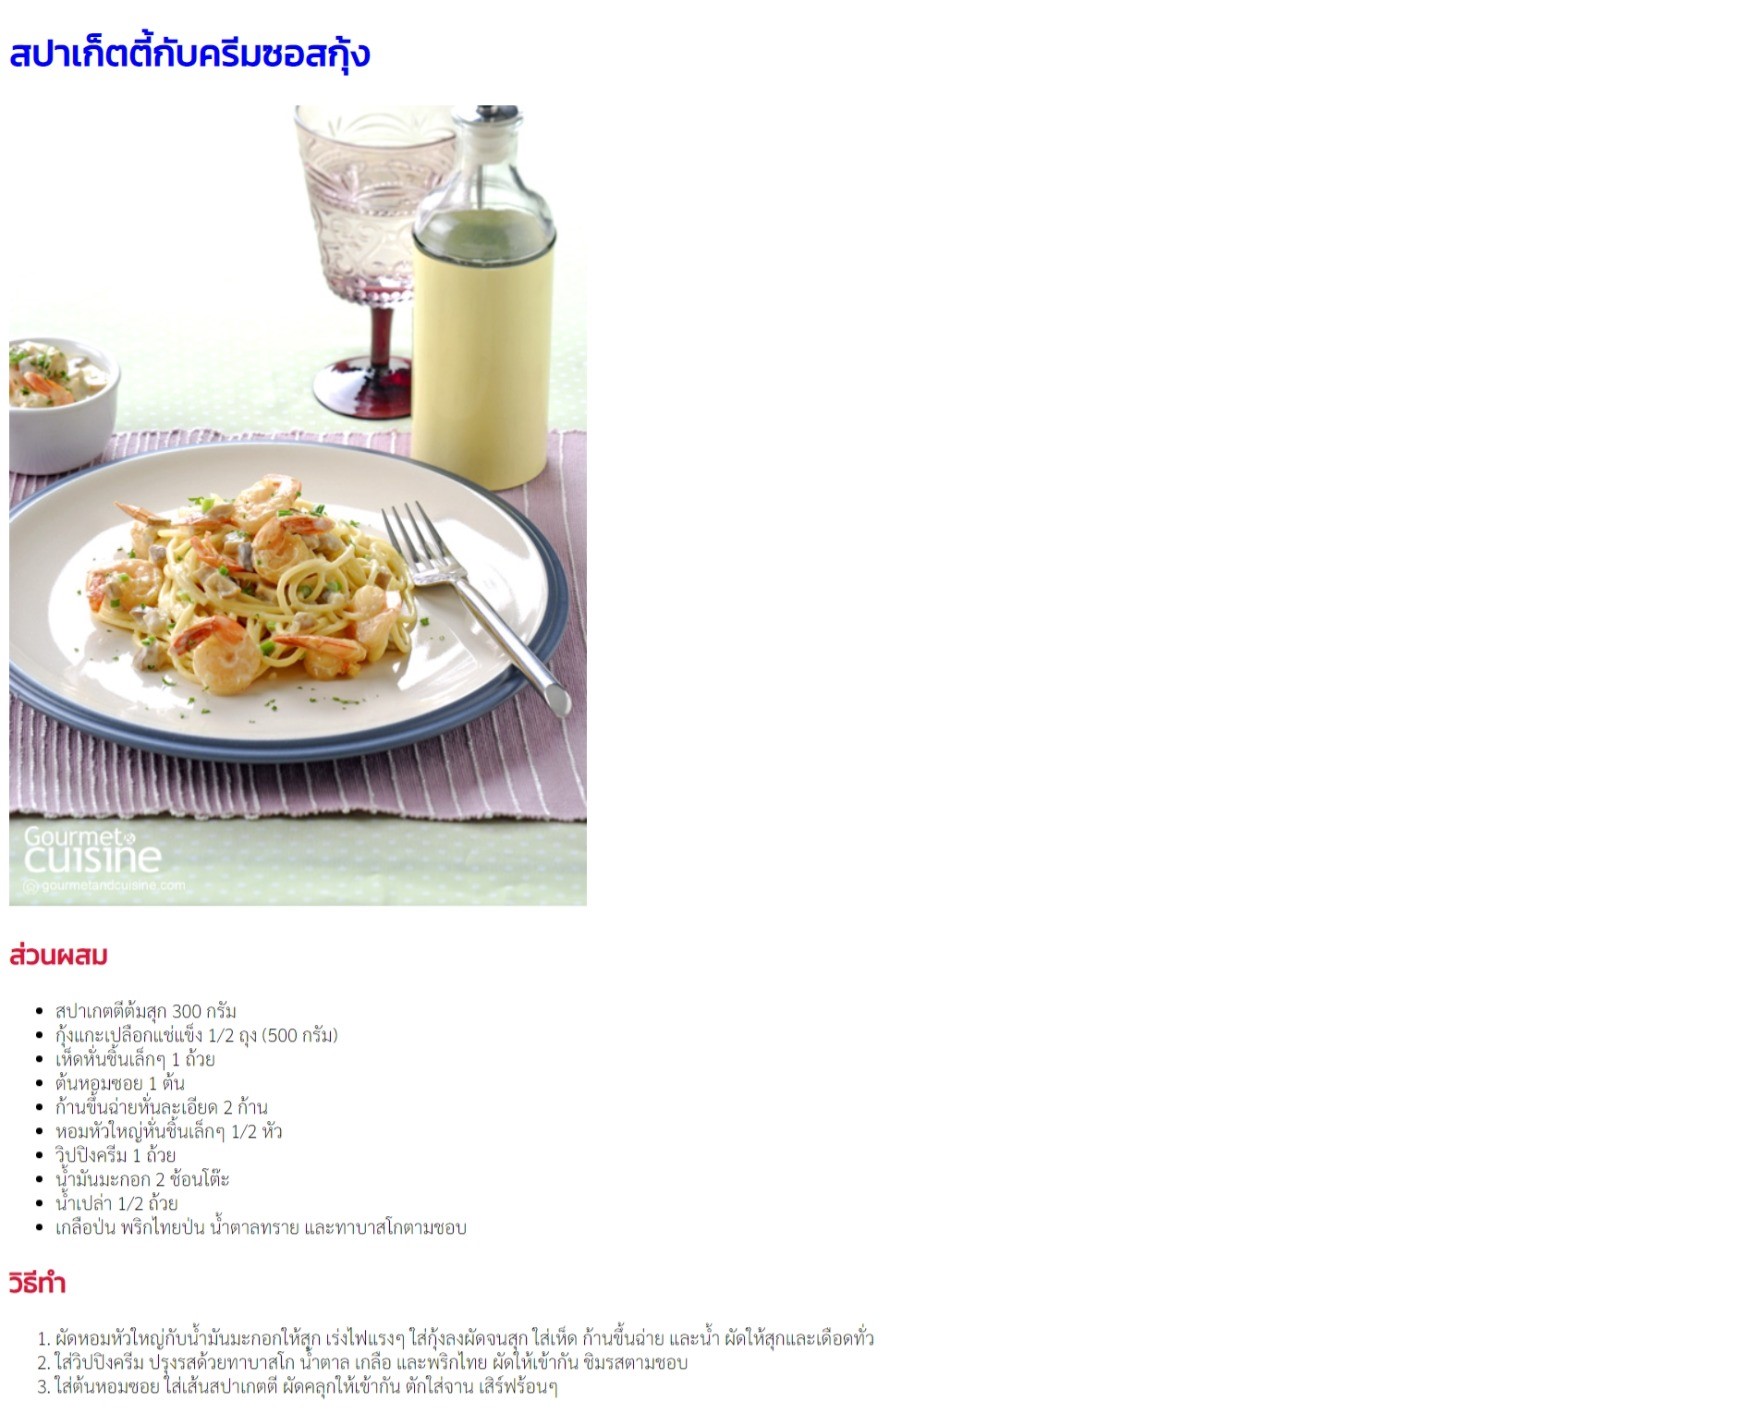 สปาเก็ตตี้กับครีมซอสกุ้ง
Gourmet
cuisine
gourmetandcuisine.com
ส่วนผสม
• สปาเกตตีต้มสุก 300 กรัม
• กุ้งแกะเปลือกแช่แข็ง 1/2 ถุง (500 กรัม)
• เห็ดหั่นชิ้นเล็กๆ 1 ถ้วย
• ต้นหอมซอย 1 ต้น
• ก้านขึ้นฉ่ายหั่นละเอียด 2 ก้าน
• หอมหัวใหญ่หั่นชิ้นเล็กๆ 1/2 หัว
• วิปปิงครีม 1 ถ้วย
• น้ำมันมะกอก 2 ช้อนโต๊ะ
• น้ำเปล่า 1/2 ถ้วย
• เกลือป่น พริกไทยป่น น้ำตาลทราย และทาบาสโกตามชอบ
วิธีทำ
1. ผัดหอมหัวใหญ่กับน้ำมันมะกอกให้สุก เร่งไฟแรงๆ ใส่กุ้งลงผัดจนสุก ใส่เห็ด ก้านขึ้นฉ่าย และน้ำ ผัดให้สุกและเดือดทั่ว
2. ใส่วิปปิงครีม ปรุงรสด้วยทาบาสโก น้ำตาล เกลือ และพริกไทย ผัดให้เข้ากัน ชิมรสตามชอบ
3. ใส่ต้นหอมซอย ใส่เส้นสปาเกตตี ผัดคลุกให้เข้ากัน ตักใส่จาน เสิร์ฟร้อนๆ